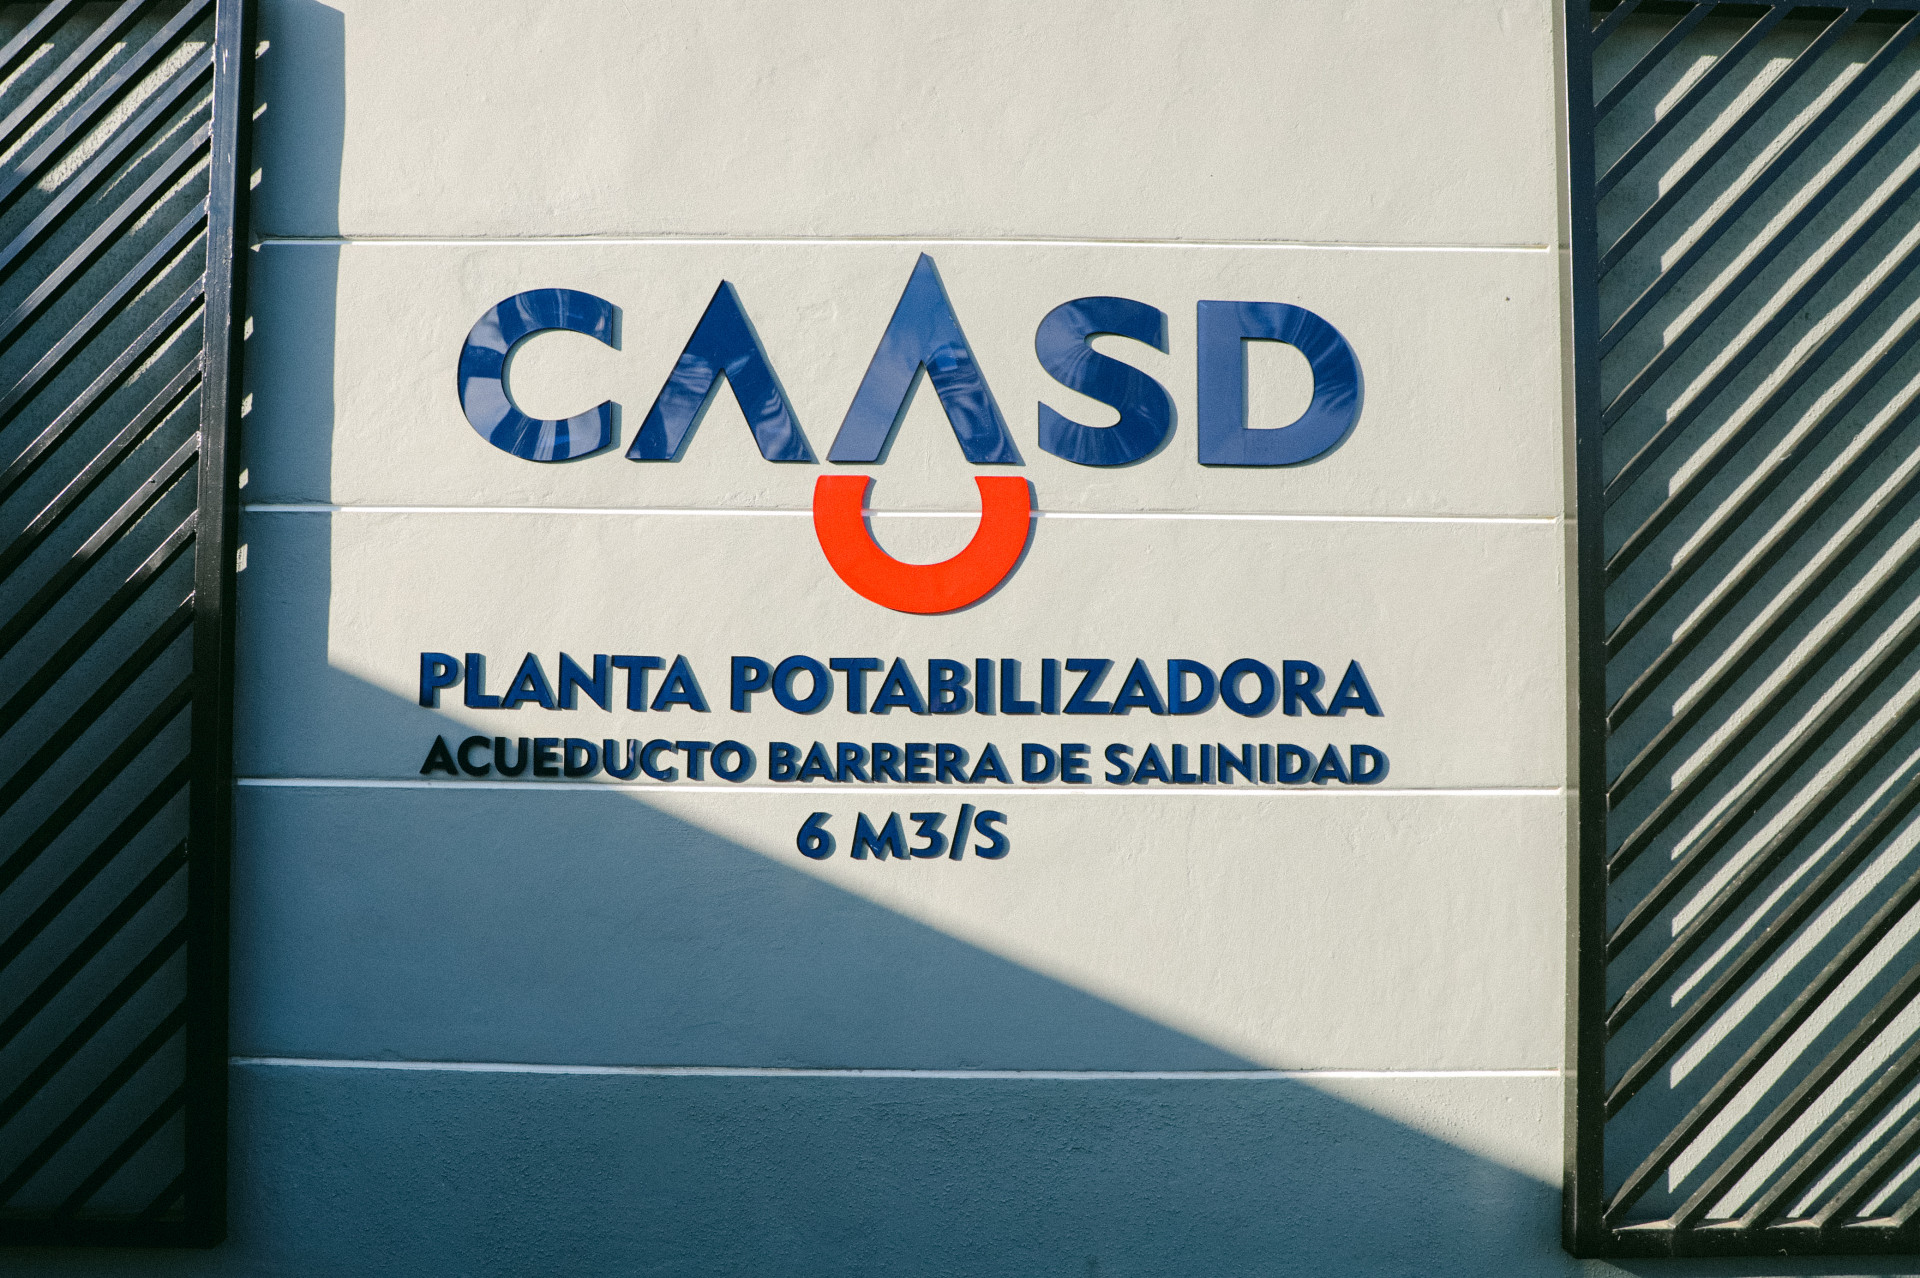 CAASD
PLANTA POTABILIZADORA
ACUEDUCTO BARRERA DE SALINIDAD
6 M3/S